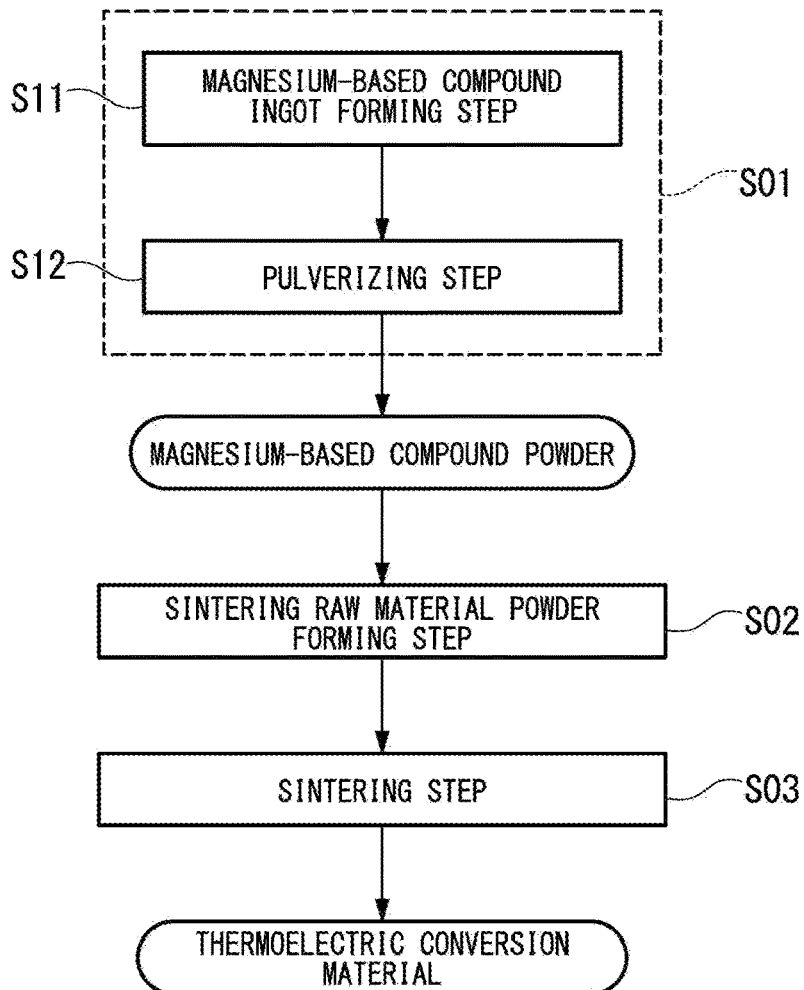 S11
MAGNESIUM-BASED COMPOUND
INGOT FORMING STEP
S01
S12
PULVERIZING STEP
MAGNESIUM-BASED COMPOUND POWDER
SINTERING RAW MATERIAL POWDER
FORMING STEP
S02
SINTERING STEP
S03
THERMOELECTRIC CONVERSION
MATERIAL